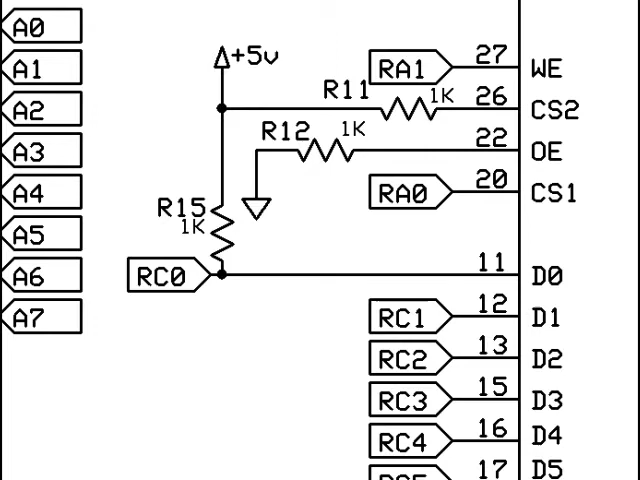 A0
A1
A2
A3
A4
A5
A6
A7
+5v
R11
1K
R12
1K
R15
1K
RC0
RA1
27
WE
26
CS2
22
OE
RA0
20
CS1
11
D0
RC1
12
D1
RC2
13
D2
RC3
15
D3
RC4
16
D4
17
D5